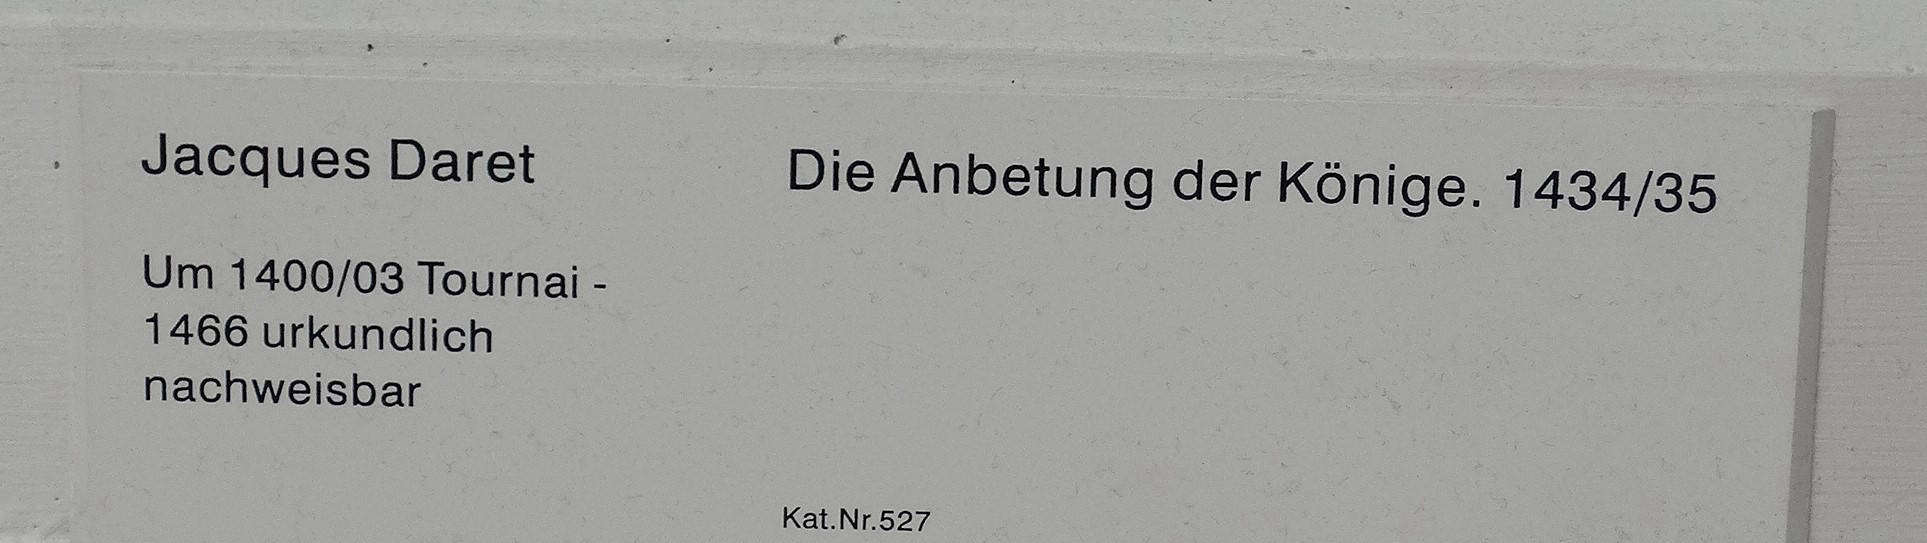 Jacques Daret
Die Anbetung der Könige. 1434/35
Um 1400/03 Tournai -
1466 urkundlich
nachweisbar
Kat.Nr.527